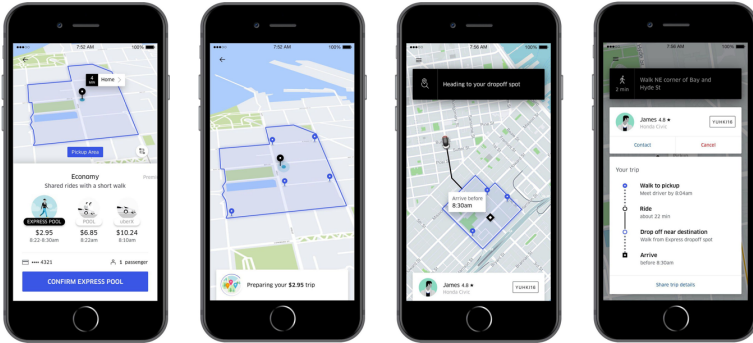 7:52 AM
100%
4
min
Home
Pickup Area
Economy
Shared rides with a short walk
EXPRESS POOL
POOL
uberX
$2.95
$6.85
$10.24
8:22-8:30am
8:22am
8:10am
•••• 4321
1 passenger
CONFIRM EXPRESS POOL
7:52 AM
100%
Preparing your $2.95 trip
7:56 AM
100%
Heading to your dropoff spot
Arrive before
8:30am
James 4.8 ★
Honda Civic
7:56 AM
100%
2 min
Walk NE corner of Bay and
Hyde St
James 4.8 ★
Honda Civic
Contact
Cancel
Your trip
Walk to pickup
Meet driver by 8:04am
Ride
about 22 min
Drop off near destination
Walk from Express dropoff spot
Arrive
before 8:30am
Share trip details